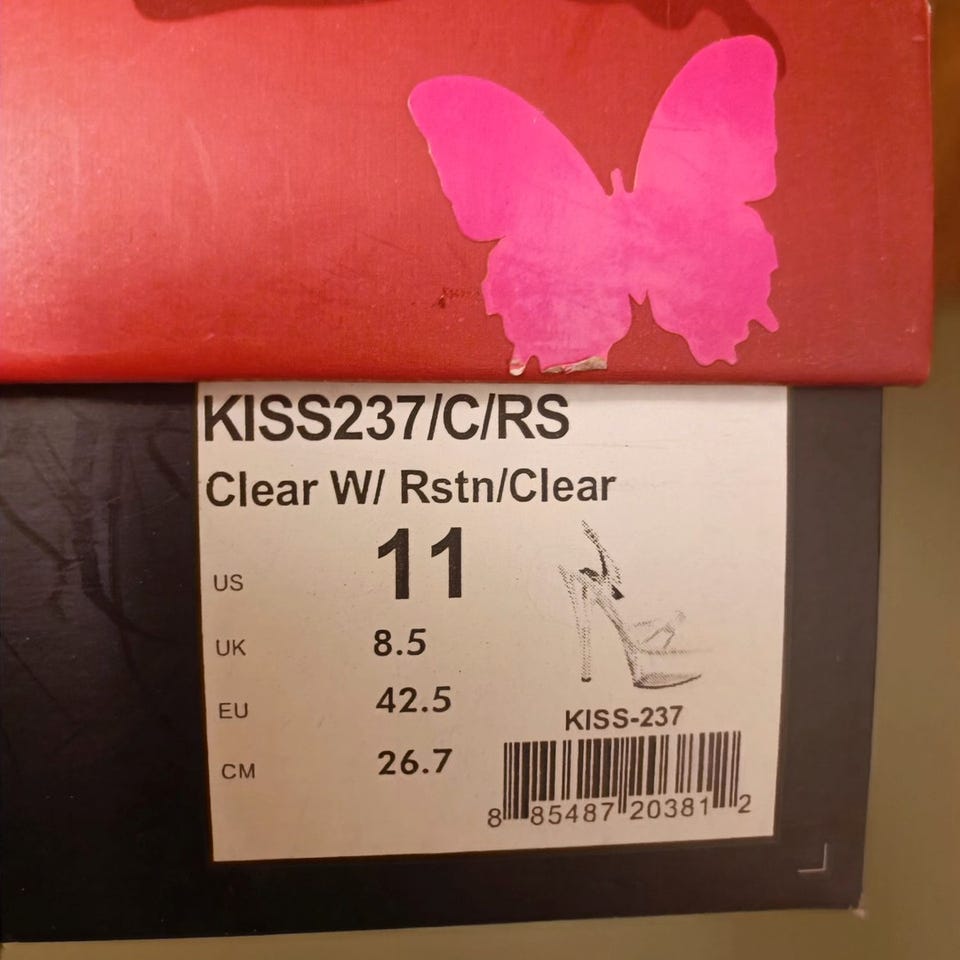 KISS237/C/RS
Clear W/ Rstn/Clear
US 11
UK 8.5
EU 42.5
CM 26.7
KISS-237
8 85487 20381 2